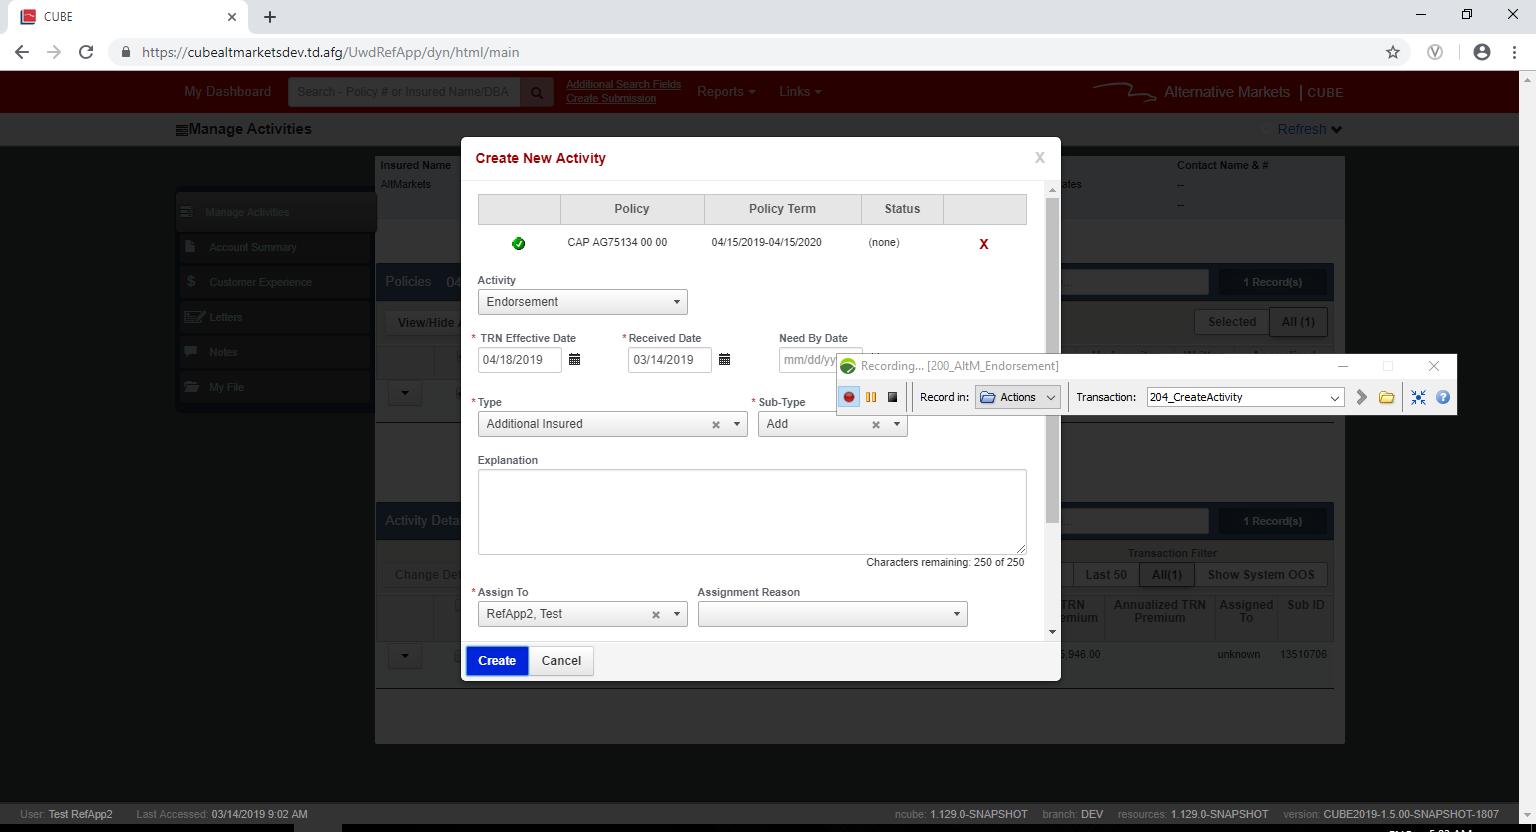 CUBE
https://cubealtmarketsdev.td.afg/UwdRefApp/dyn/html/main
My Dashboard
Search - Policy # or Insured Name/DBA
Additional Search Fields
Create Submission
Reports
Links
Alternative Markets | CUBE
Manage Activities
Refresh
Insured Name
AltMarkets
Contact Name & #
--
--
Manage Activities
Account Summary
Customer Experience
Letters
Notes
My File
Policies
1 Record(s)
View/Hide
Selected
All (1)
Create New Activity
X
Policy
Policy Term
Status
CAP AG75134 00 00
04/15/2019-04/15/2020
(none)
X
Activity
Endorsement
* TRN Effective Date
* Received Date
Need By Date
04/18/2019
03/14/2019
mm/dd/yy
Recording... [200_AltM_Endorsement]
Record in:
Actions
Transaction:
204_CreateActivity
* Type
* Sub-Type
Additional Insured
Add
Explanation
Characters remaining: 250 of 250
* Assign To
Assignment Reason
RefApp2, Test
Create
Cancel
1 Record(s)
Transaction Filter
Last 50
All(1)
Show System OOS
TRN
Annualized TRN
Premium
Assigned
To
Sub ID
5,946.00
unknown
13510706
User: Test RefApp2
Last Accessed: 03/14/2019 9:02 AM
ncube: 1.129.0-SNAPSHOT
branch: DEV
resources: 1.129.0-SNAPSHOT
version: CUBE2019-1.5.00-SNAPSHOT-1807